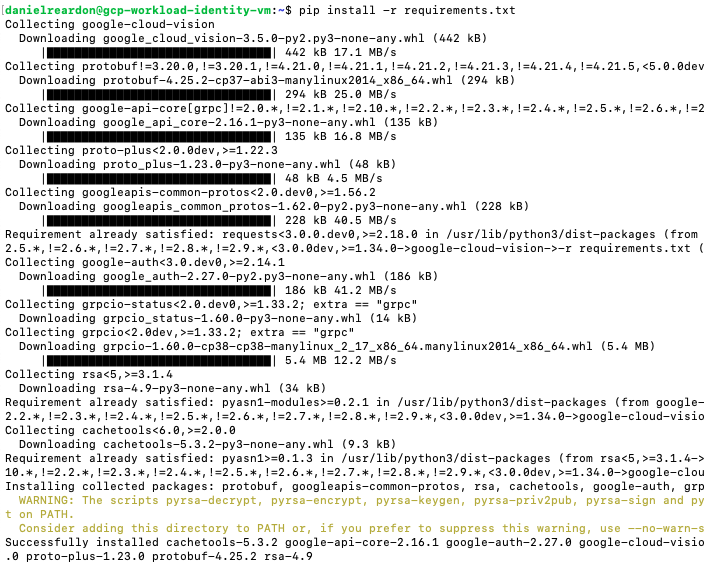 [danielreardon@gcp-workload-identity-vm:~$ pip install -r requirements.txt
Collecting google-cloud-vision
Downloading google_cloud_vision-3.5.0-py2.py3-none-any.whl (442 kB)
|████████████████████████████████| 442 kB 17.1 MB/s
Collecting protobuf!=3.20.0,!=3.20.1,!=4.21.0,!=4.21.1,!=4.21.2,!=4.21.3,!=4.21.4,!=4.21.5,<5.0.0dev
Downloading protobuf-4.25.2-cp37-abi3-manylinux2014_x86_64.whl (294 kB)
|████████████████████████████████| 294 kB 25.0 MB/s
Collecting google-api-core[grpc]!=2.0.*,!=2.1.*,!=2.10.*,!=2.2.*,!=2.3.*,!=2.4.*,!=2.5.*,!=2.6.*,!=2
Downloading google_api_core-2.16.1-py3-none-any.whl (135 kB)
|████████████████████████████████| 135 kB 16.8 MB/s
Collecting proto-plus<2.0.0dev,>=1.22.3
Downloading proto_plus-1.23.0-py3-none-any.whl (48 kB)
|████████████████████████████████| 48 kB 4.5 MB/s
Collecting googleapis-common-protos<2.0.dev0,>=1.56.2
Downloading googleapis_common_protos-1.62.0-py2.py3-none-any.whl (228 kB)
|████████████████████████████████| 228 kB 40.5 MB/s
Requirement already satisfied: requests<3.0.0.dev0,>=2.18.0 in /usr/lib/python3/dist-packages (from
2.5.*,!=2.6.*,!=2.7.*,!=2.8.*,!=2.9.*,<3.0.0dev,>=1.34.0->google-cloud-vision->-r requirements.txt (
Collecting google-auth<3.0.dev0,>=2.14.1
Downloading google_auth-2.27.0-py2.py3-none-any.whl (186 kB)
|████████████████████████████████| 186 kB 41.2 MB/s
Collecting grpcio-status<2.0.dev0,>=1.33.2; extra == "grpc"
Downloading grpcio_status-1.60.0-py3-none-any.whl (14 kB)
Collecting grpcio<2.0dev,>=1.33.2; extra == "grpc"
Downloading grpcio-1.60.0-cp38-cp38-manylinux_2_17_x86_64.manylinux2014_x86_64.whl (5.4 MB)
|████████████████████████████████| 5.4 MB 12.2 MB/s
Collecting rsa<5,>=3.1.4
Downloading rsa-4.9-py3-none-any.whl (34 kB)
Requirement already satisfied: pyasn1-modules>=0.2.1 in /usr/lib/python3/dist-packages (from google-
2.2.*,!=2.3.*,!=2.4.*,!=2.5.*,!=2.6.*,!=2.7.*,!=2.8.*,!=2.9.*,<3.0.0dev,>=1.34.0->google-cloud-visio
Collecting cachetools<6.0,>=2.0.0
Downloading cachetools-5.3.2-py3-none-any.whl (9.3 kB)
Requirement already satisfied: pyasn1>=0.1.3 in /usr/lib/python3/dist-packages (from rsa<5,>=3.1.4->
10.*,!=2.2.*,!=2.3.*,!=2.4.*,!=2.5.*,!=2.6.*,!=2.7.*,!=2.8.*,!=2.9.*,<3.0.0dev,>=1.34.0->google-clou
Installing collected packages: protobuf, googleapis-common-protos, rsa, cachetools, google-auth, grp
WARNING: The scripts pyrsa-decrypt, pyrsa-encrypt, pyrsa-keygen, pyrsa-priv2pub, pyrsa-sign and py
t on PATH.
Consider adding this directory to PATH or, if you prefer to suppress this warning, use --no-warn-s
Successfully installed cachetools-5.3.2 google-api-core-2.16.1 google-auth-2.27.0 google-cloud-visio
.0 proto-plus-1.23.0 protobuf-4.25.2 rsa-4.9